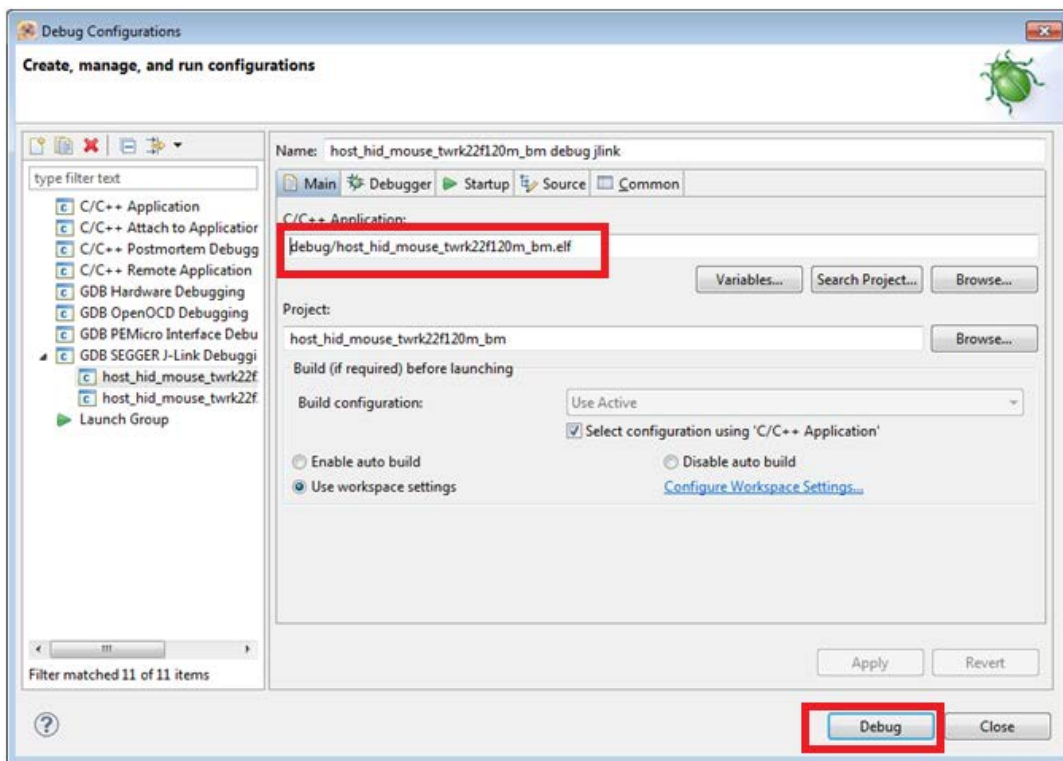 Debug Configurations
Create, manage, and run configurations
type filter text
C/C++ Application
C/C++ Attach to Application
C/C++ Postmortem Debugg
C/C++ Remote Application
GDB Hardware Debugging
GDB OpenOCD Debugging
GDB PEMicro Interface Debu
GDB SEGGER J-Link Debuggi
host_hid_mouse_twrk22f
host_hid_mouse_twrk22f
Launch Group
Filter matched 11 of 11 items
Name: host_hid_mouse_twrk22f120m_bm debug jlink
Main Debugger Startup Source Common
C/C++ Application:
debug/host_hid_mouse_twrk22f120m_bm.elf
Variables... Search Project... Browse...
Project:
host_hid_mouse_twrk22f120m_bm Browse...
Build (if required) before launching
Build configuration: Use Active
Select configuration using 'C/C++ Application'
Enable auto build Disable auto build
Use workspace settings Configure Workspace Settings...
Apply Revert
? Debug Close